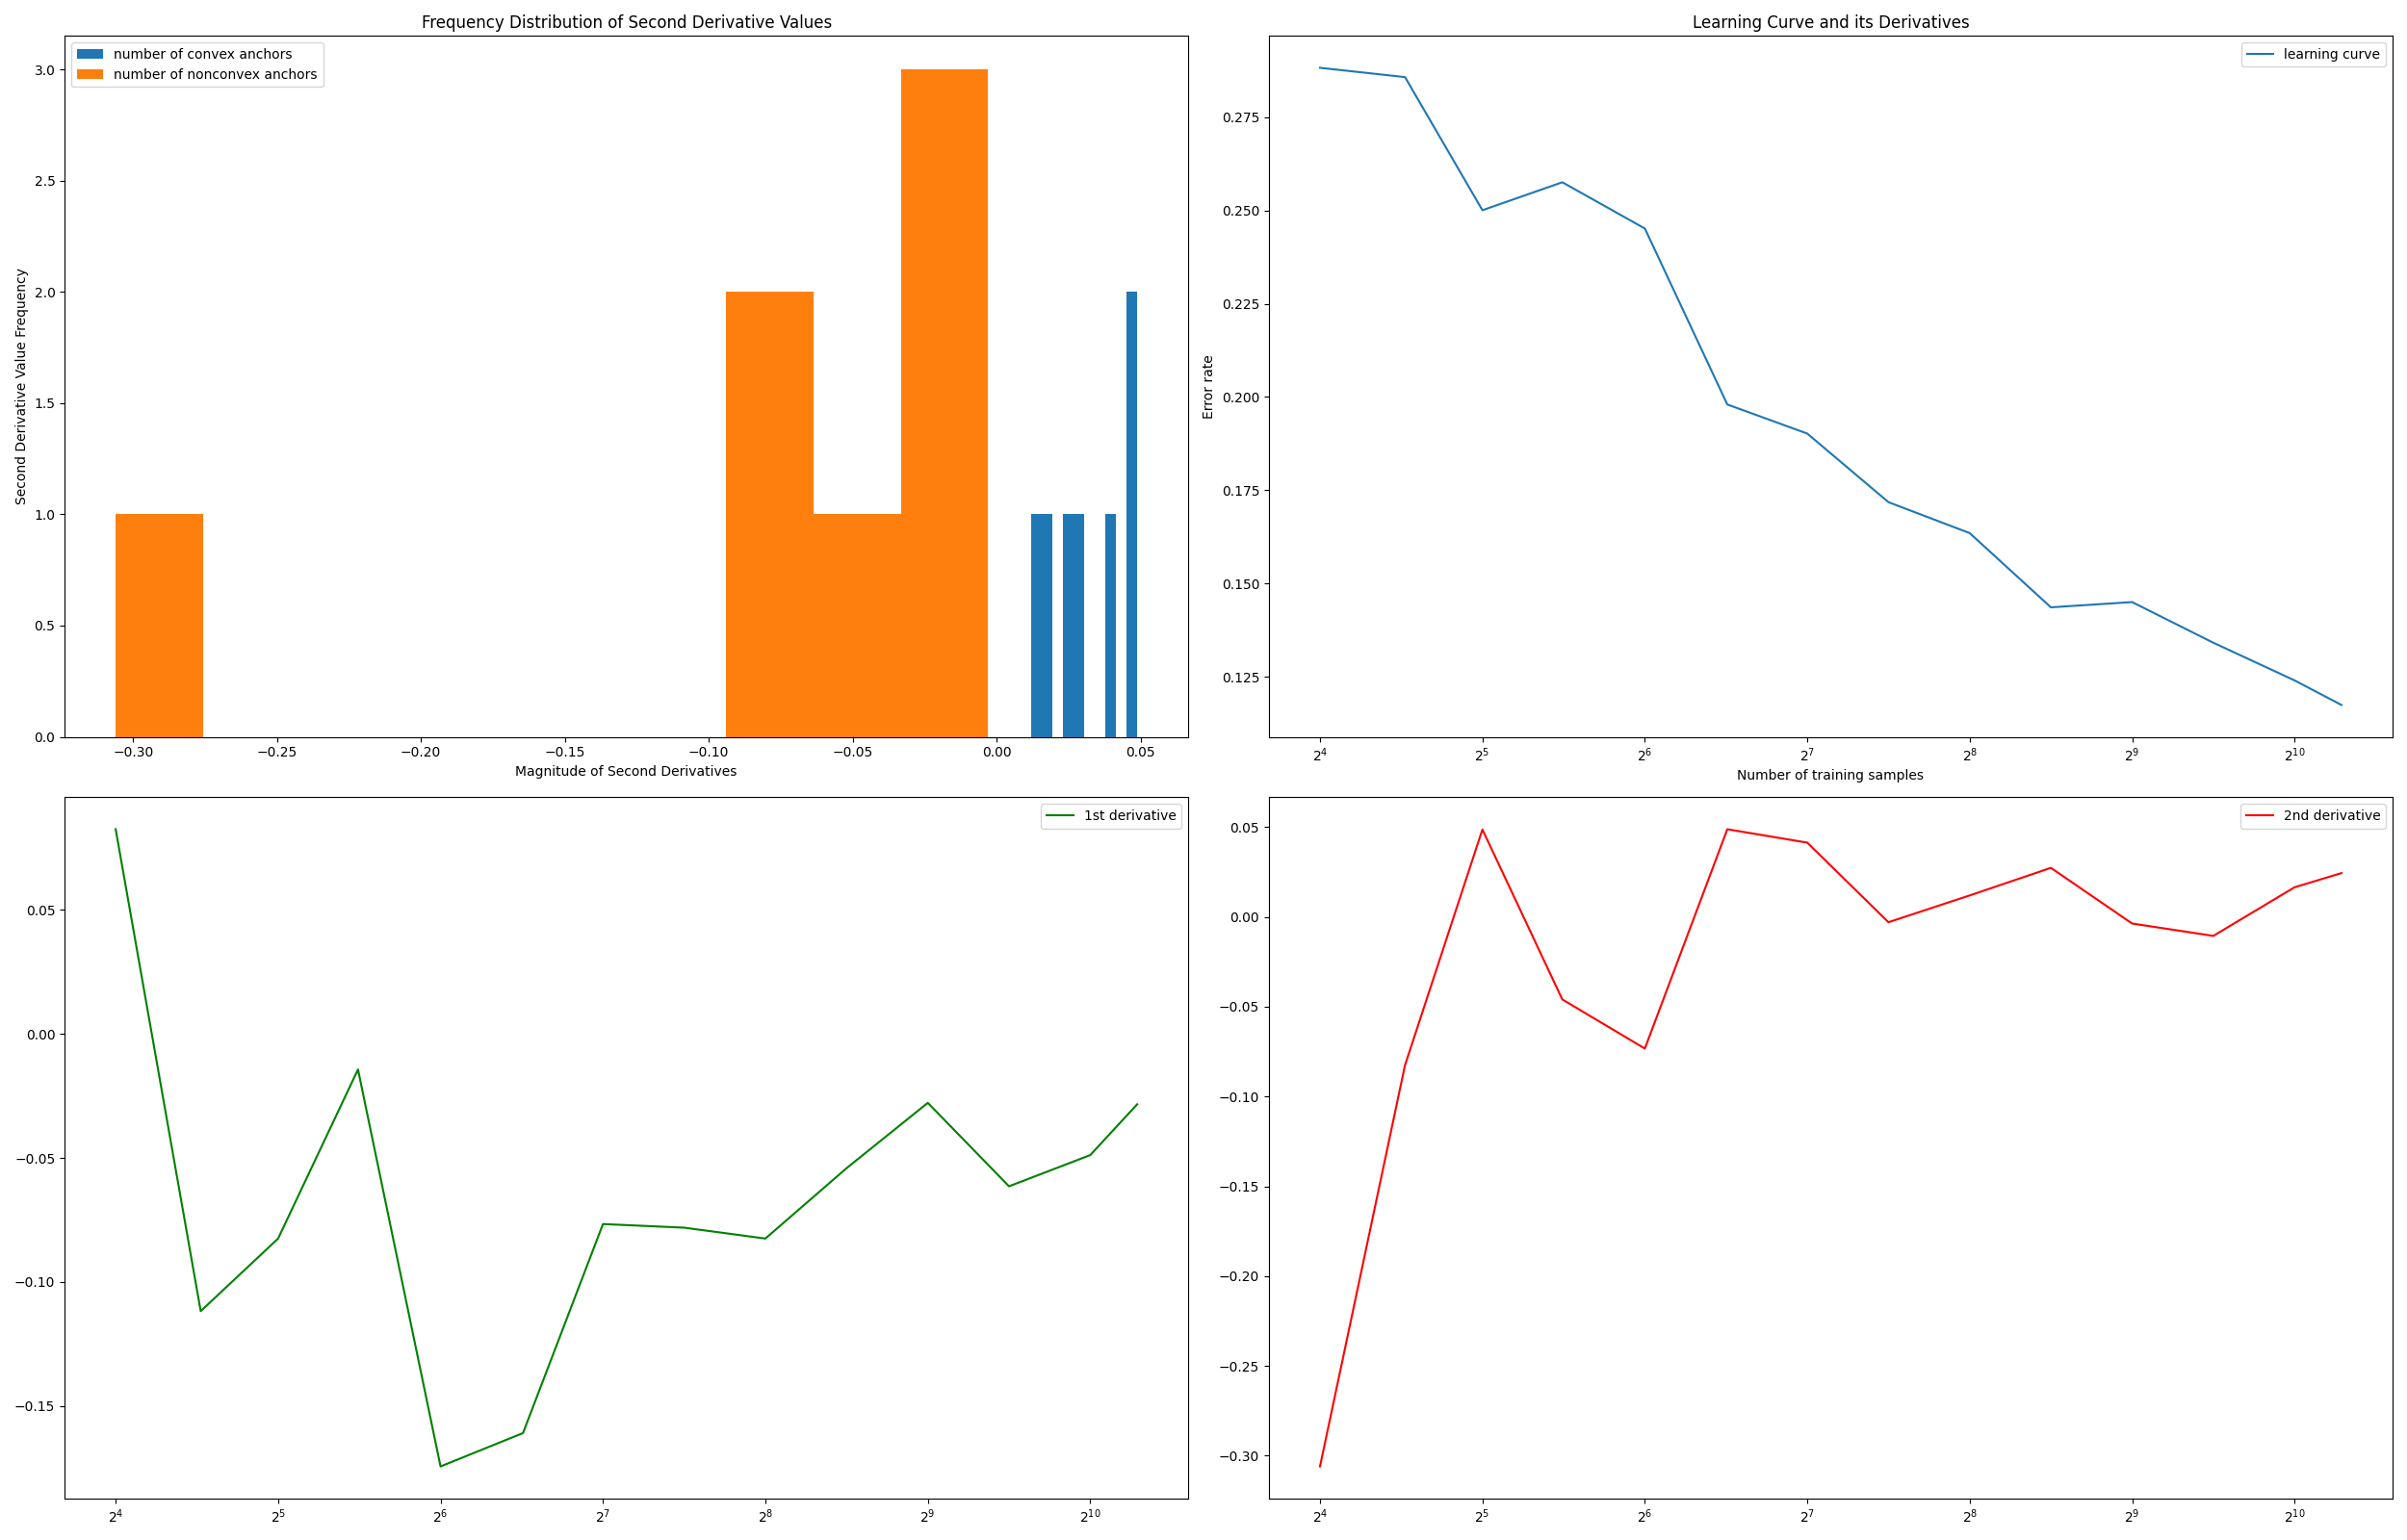 Frequency Distribution of Second Derivative Values
number of convex anchors
number of nonconvex anchors
Second Derivative Value Frequency
3.0
2.5
2.0
1.5
1.0
0.5
0.0
−0.30 −0.25 −0.20 −0.15 −0.10 −0.05 0.00 0.05
Magnitude of Second Derivatives
Learning Curve and its Derivatives
learning curve
Error rate
0.275
0.250
0.225
0.200
0.175
0.150
0.125
2⁴ 2⁵ 2⁶ 2⁷ 2⁸ 2⁹ 2¹⁰
Number of training samples
1st derivative
0.05
0.00
−0.05
−0.10
−0.15
2⁴ 2⁵ 2⁶ 2⁷ 2⁸ 2⁹ 2¹⁰
2nd derivative
0.05
0.00
−0.05
−0.10
−0.15
−0.20
−0.25
−0.30
2⁴ 2⁵ 2⁶ 2⁷ 2⁸ 2⁹ 2¹⁰